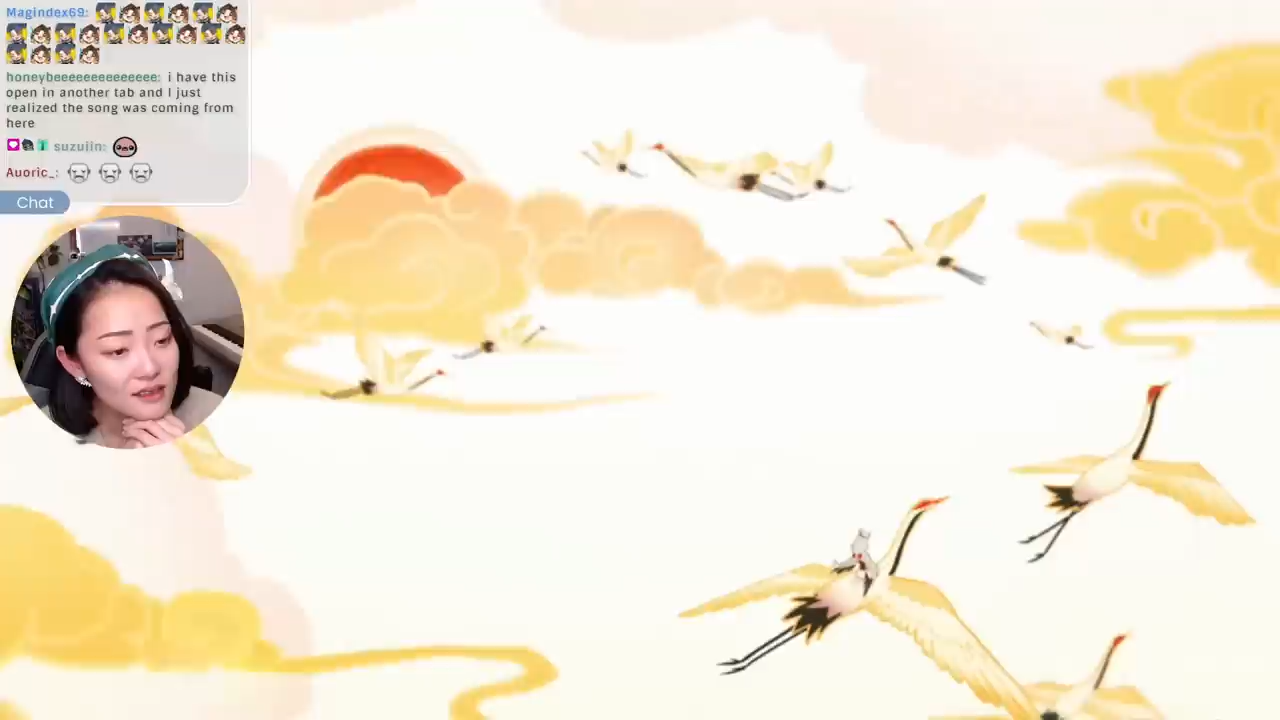 Magindex69:
honeybeeeeeeeeeeeeee: i have this
open in another tab and I just
realized the song was coming from
here
suzuiin:
Auoric_:
Chat